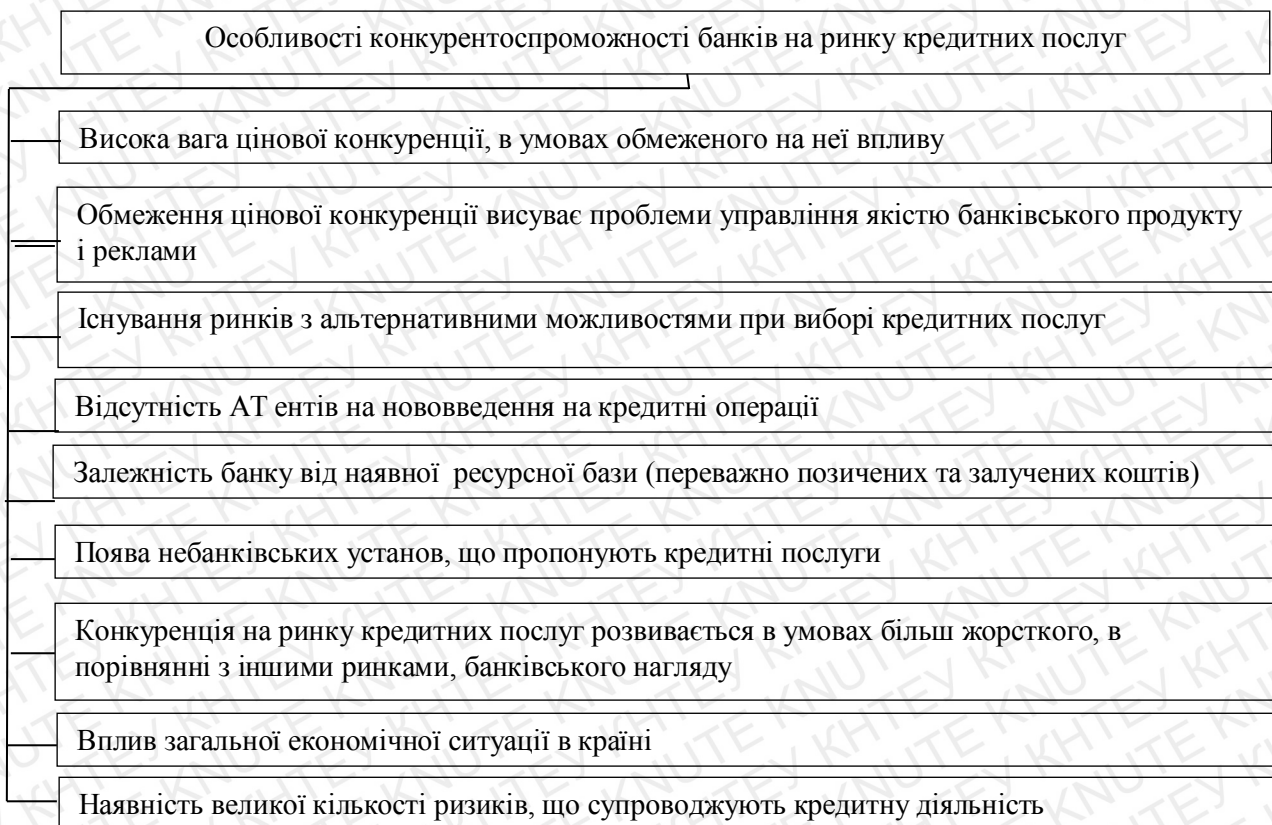 Особливості конкурентоспроможності банків на ринку кредитних послуг
Висока вага цінової конкуренції, в умовах обмеженого на неї впливу
Обмеження цінової конкуренції висуває проблеми управління якістю банківського продукту
і реклами
Існування ринків з альтернативними можливостями при виборі кредитних послуг
Відсутність АТ ентів на нововведення на кредитні операції
Залежність банку від наявної ресурсної бази (переважно позичених та залучених коштів)
Поява небанківських установ, що пропонують кредитні послуги
Конкуренція на ринку кредитних послуг розвивається в умовах більш жорсткого, в
порівнянні з іншими ринками, банківського нагляду
Вплив загальної економічної ситуації в країні
Наявність великої кількості ризиків, що супроводжують кредитну діяльність